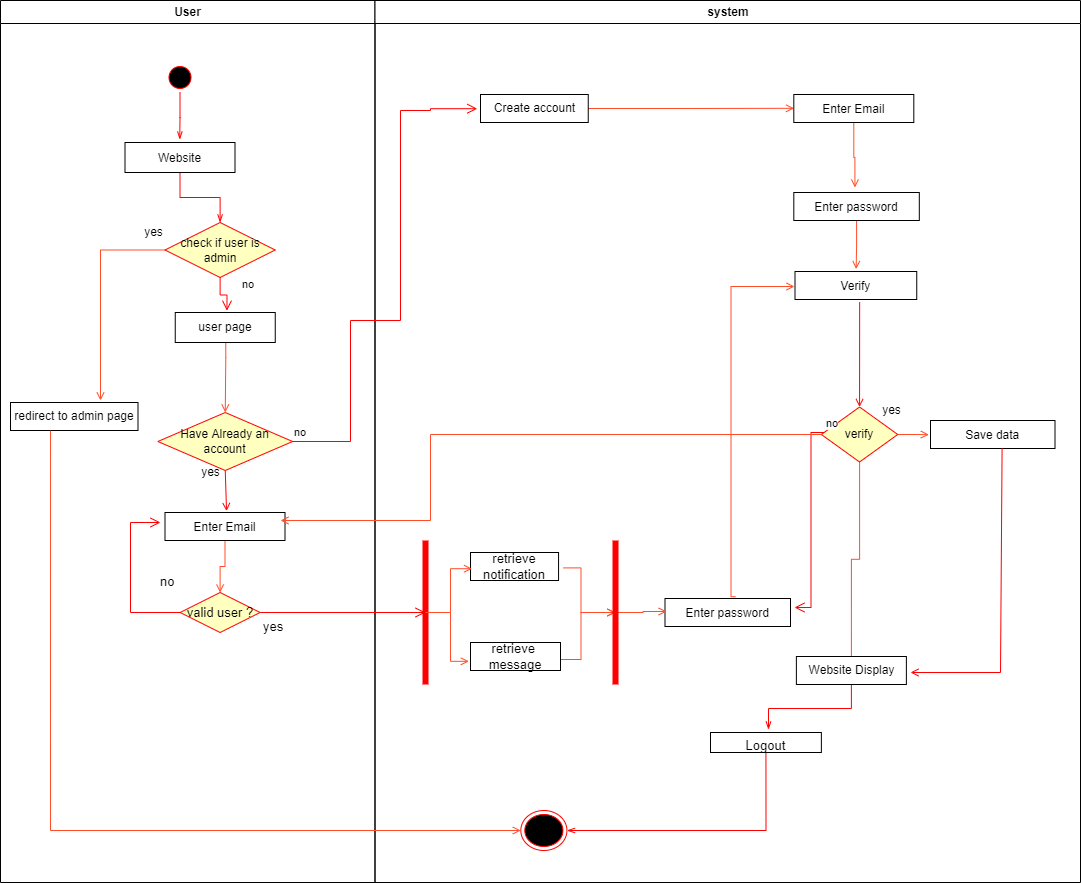 User
system
Create account
Enter Email
Website
Enter password
yes
check if user is
admin
no
Verify
user page
redirect to admin page
Have Already an
account
no
yes
no
yes
verify
Save data
Enter Email
no
valid user ?
yes
retrieve
notification
retrieve
message
Enter password
Website Display
Logout